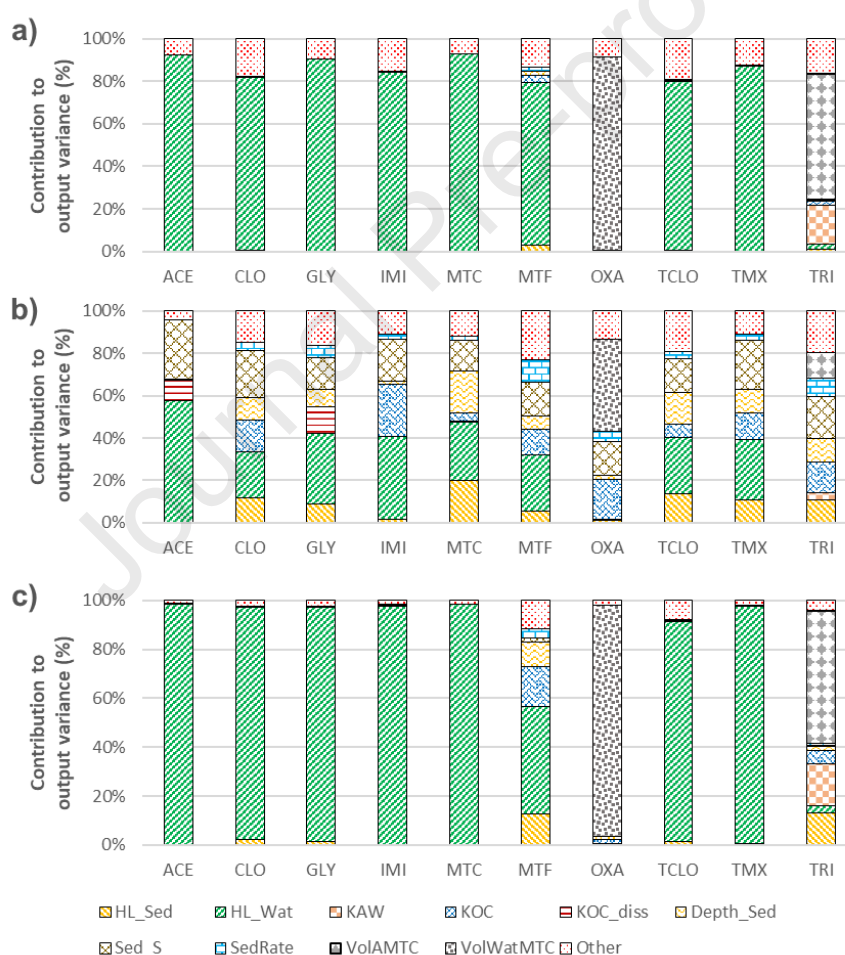 a)
Contribution to
output variance (%)
100%
80%
60%
40%
20%
0%
ACE CLO GLY IMI MTC MTF OXA TCLO TMX TRI
b)
Contribution to
output variance (%)
100%
80%
60%
40%
20%
0%
ACE CLO GLY IMI MTC MTF OXA TCLO TMX TRI
c)
Contribution to
output variance (%)
100%
80%
60%
40%
20%
0%
ACE CLO GLY IMI MTC MTF OXA TCLO TMX TRI
HL_Sed HL_Wat KAW KOC KOC_diss Depth_Sed
Sed_S SedRate VolAMTC VolWatMTC Other
Journal Pre-pro